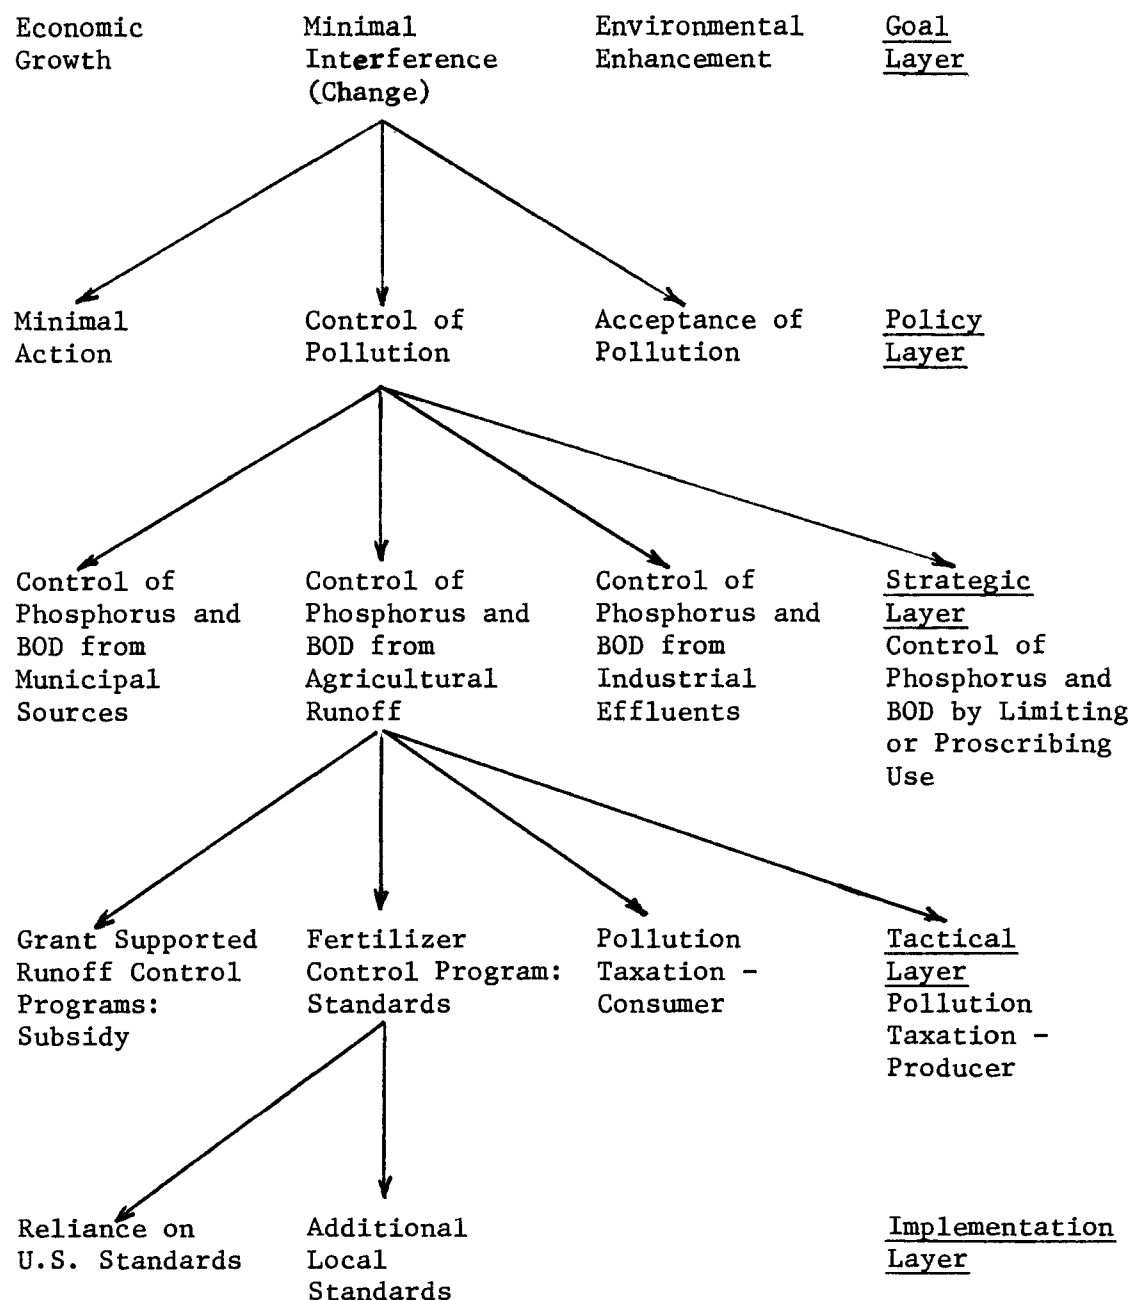 Economic
Growth
Minimal
Interference
(Change)
Environmental
Enhancement
Goal
Layer
Minimal
Action
Control of
Pollution
Acceptance of
Pollution
Policy
Layer
Control of
Phosphorus and
BOD from
Municipal
Sources
Control of
Phosphorus and
BOD from
Agricultural
Runoff
Control of
Phosphorus and
BOD from
Industrial
Effluents
Strategic
Layer
Control of
Phosphorus and
BOD by Limiting
or Proscribing
Use
Grant Supported
Runoff Control
Programs:
Subsidy
Fertilizer
Control Program:
Standards
Pollution
Taxation -
Consumer
Tactical
Layer
Pollution
Taxation -
Producer
Reliance on
U.S. Standards
Additional
Local
Standards
Implementation
Layer